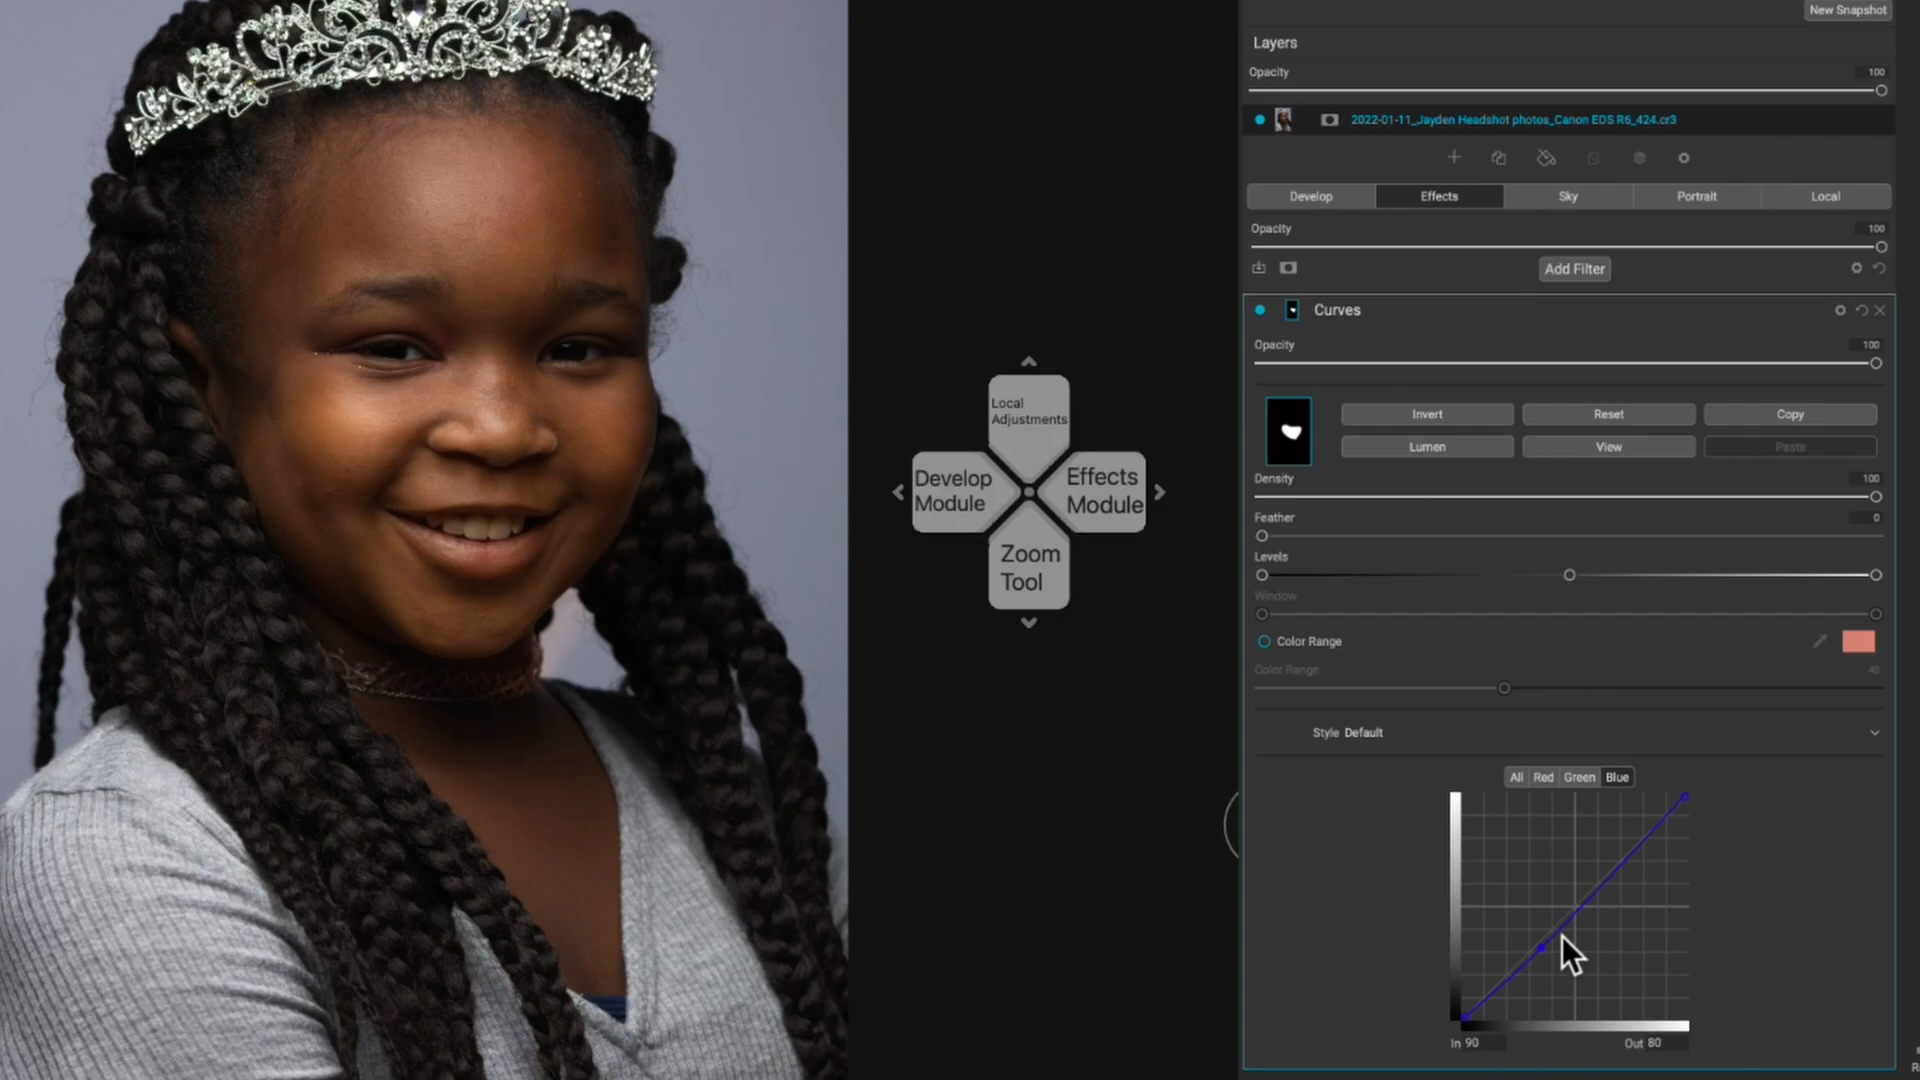 New Snapshot
Layers
Opacity 100
2022-01-11_Jayden Headshot photos_Canon EOS R6_424.cr3
Develop Effects Sky Portrait Local
Opacity 100
Add Filter
Curves
Opacity 100
Invert Reset Copy
Lumen View Paste
Density 100
Feather 0
Levels
Window
Color Range
Color Range 40
Style Default
All Red Green Blue
In 90 Out 80
Local
Adjustments
Develop
Module
Effects
Module
Zoom
Tool